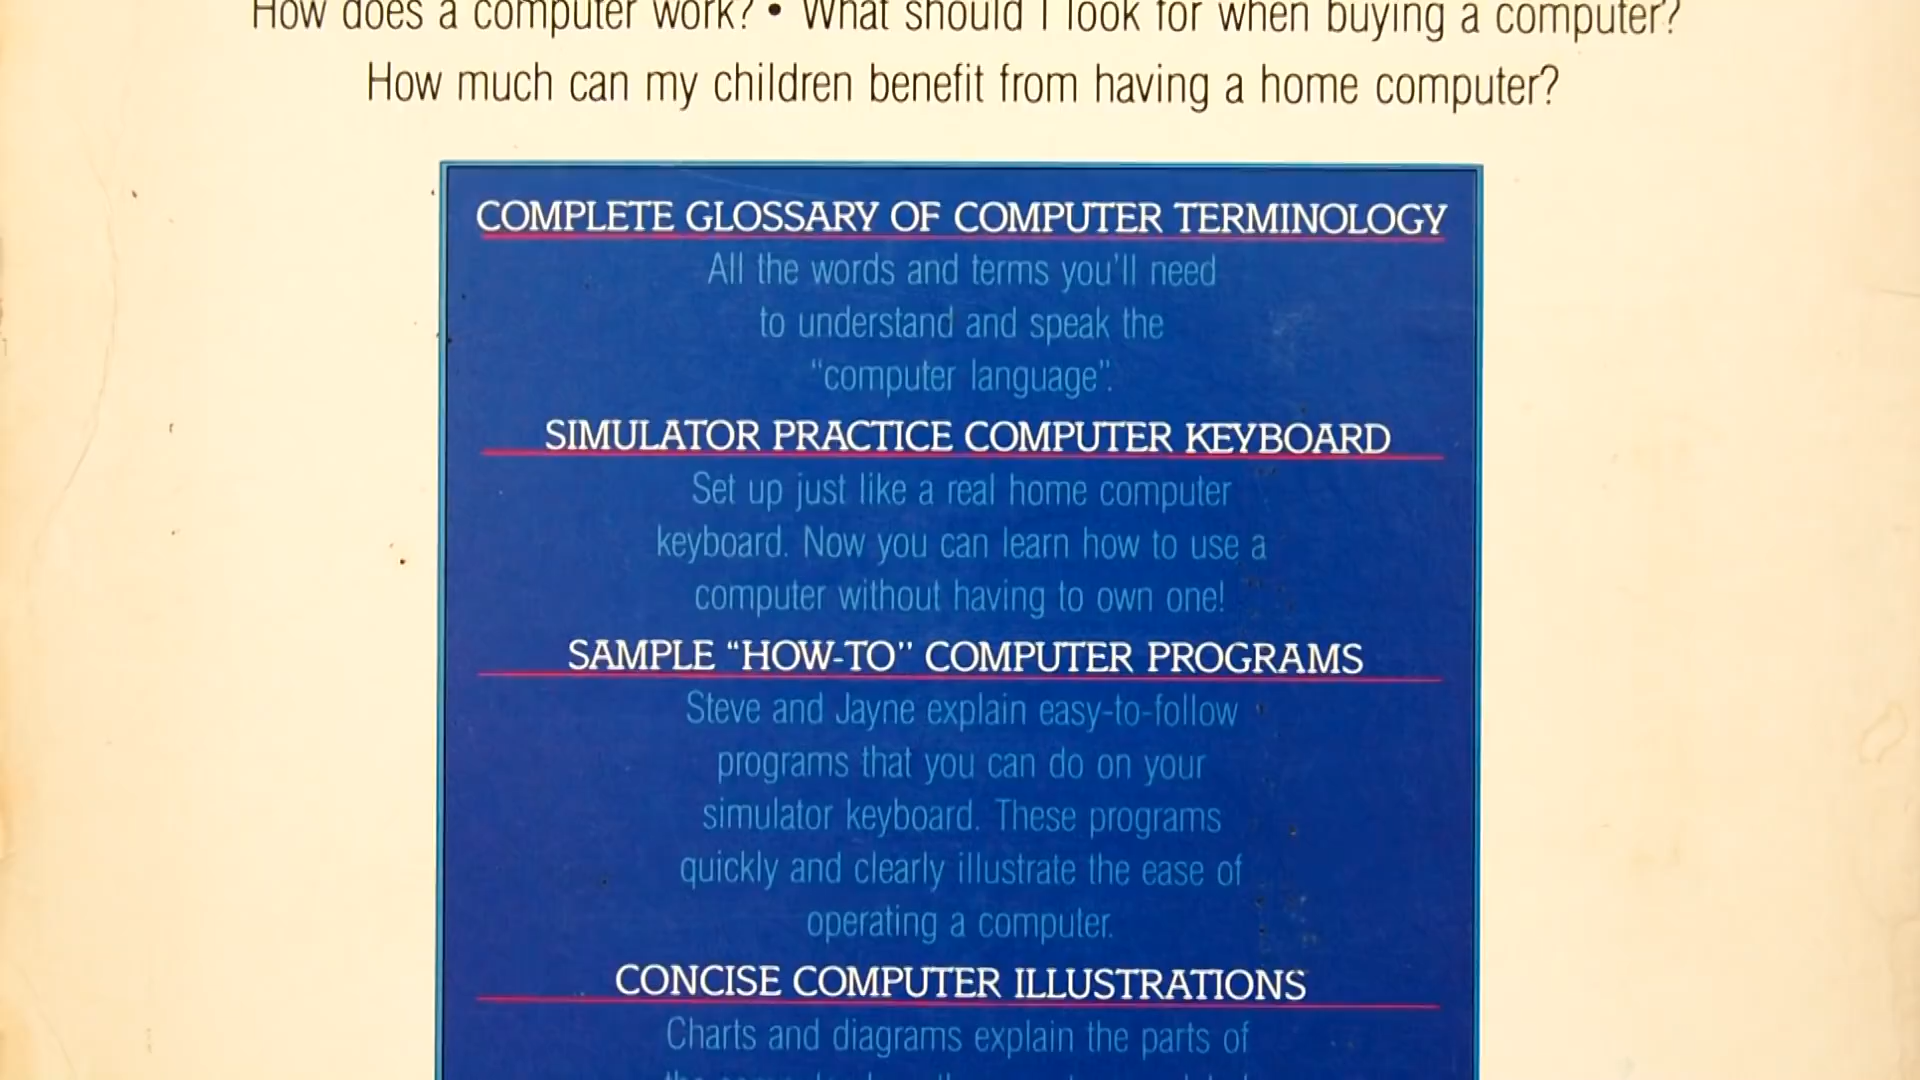 How does a computer work? • What should I look for when buying a computer?
How much can my children benefit from having a home computer?
COMPLETE GLOSSARY OF COMPUTER TERMINOLOGY
All the words and terms you'll need
to understand and speak the
“computer language”.
SIMULATOR PRACTICE COMPUTER KEYBOARD
Set up just like a real home computer
keyboard. Now you can learn how to use a
computer without having to own one!
SAMPLE “HOW-TO” COMPUTER PROGRAMS
Steve and Jayne explain easy-to-follow
programs that you can do on your
simulator keyboard. These programs
quickly and clearly illustrate the ease of
operating a computer.
CONCISE COMPUTER ILLUSTRATIONS
Charts and diagrams explain the parts of